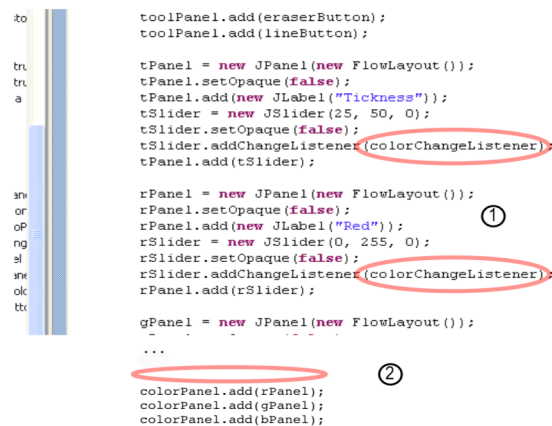 toolPanel.add(eraserButton);
toolPanel.add(lineButton);
tPanel = new JPanel(new FlowLayout());
tPanel.setOpaque(false);
tPanel.add(new JLabel("Tickness"));
tSlider = new JSlider(25, 50, 0);
tSlider.setOpaque(false);
tSlider.addChangeListener(colorChangeListener);
tPanel.add(tSlider);
rPanel = new JPanel(new FlowLayout());
rPanel.setOpaque(false);
rPanel.add(new JLabel("Red"));
rSlider = new JSlider(0, 255, 0);
rSlider.setOpaque(false);
rSlider.addChangeListener(colorChangeListener);
rPanel.add(rSlider);
1
gPanel = new JPanel(new FlowLayout());
...
2
colorPanel.add(rPanel);
colorPanel.add(gPanel);
colorPanel.add(bPanel);